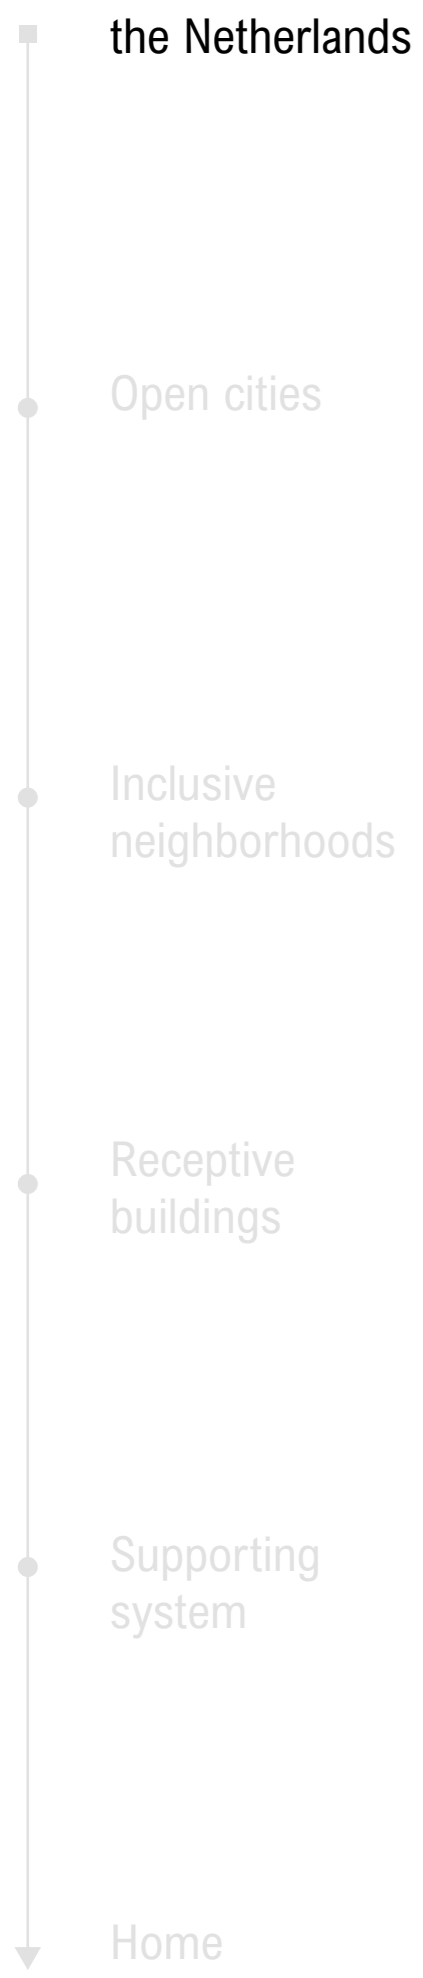 the Netherlands
Open cities
Inclusive
neighborhoods
Receptive
buildings
Supporting
system
Home